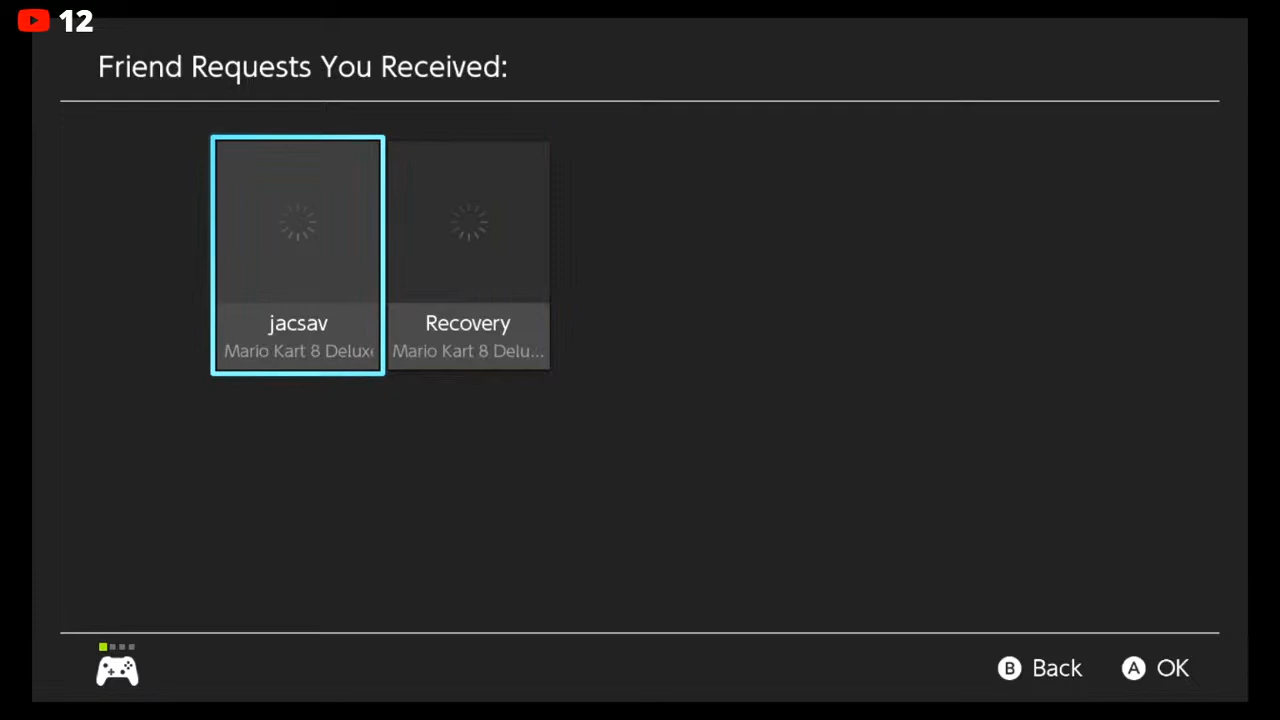 12
Friend Requests You Received:
jacsav
Recovery
Mario Kart 8 Deluxe
Mario Kart 8 Delu...
B Back
A OK